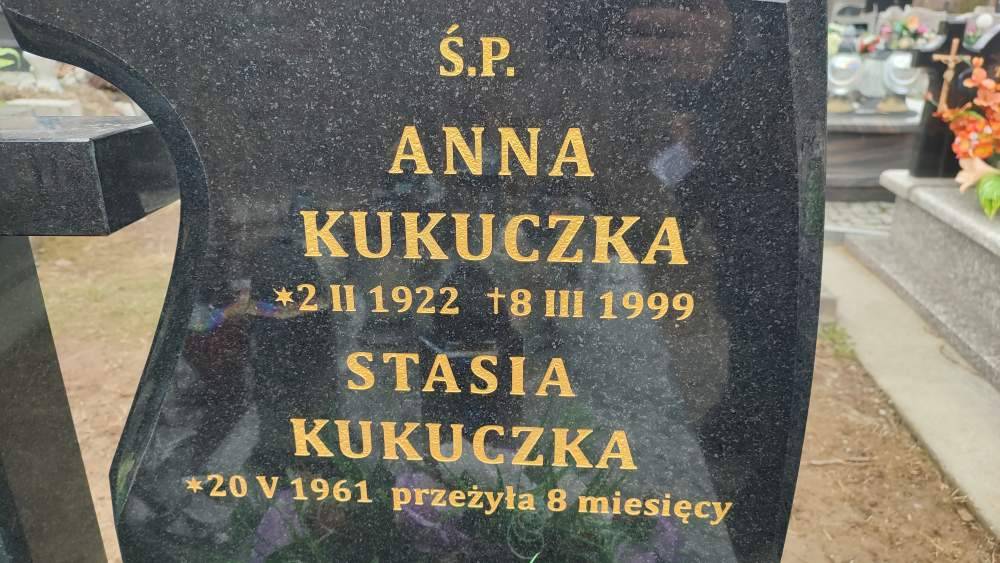 Ś.P.
ANNA
KUKUCZKA
*2 II 1922 †8 III 1999
STASIA
KUKUCZKA
*20 V 1961 przeżyła 8 miesięcy